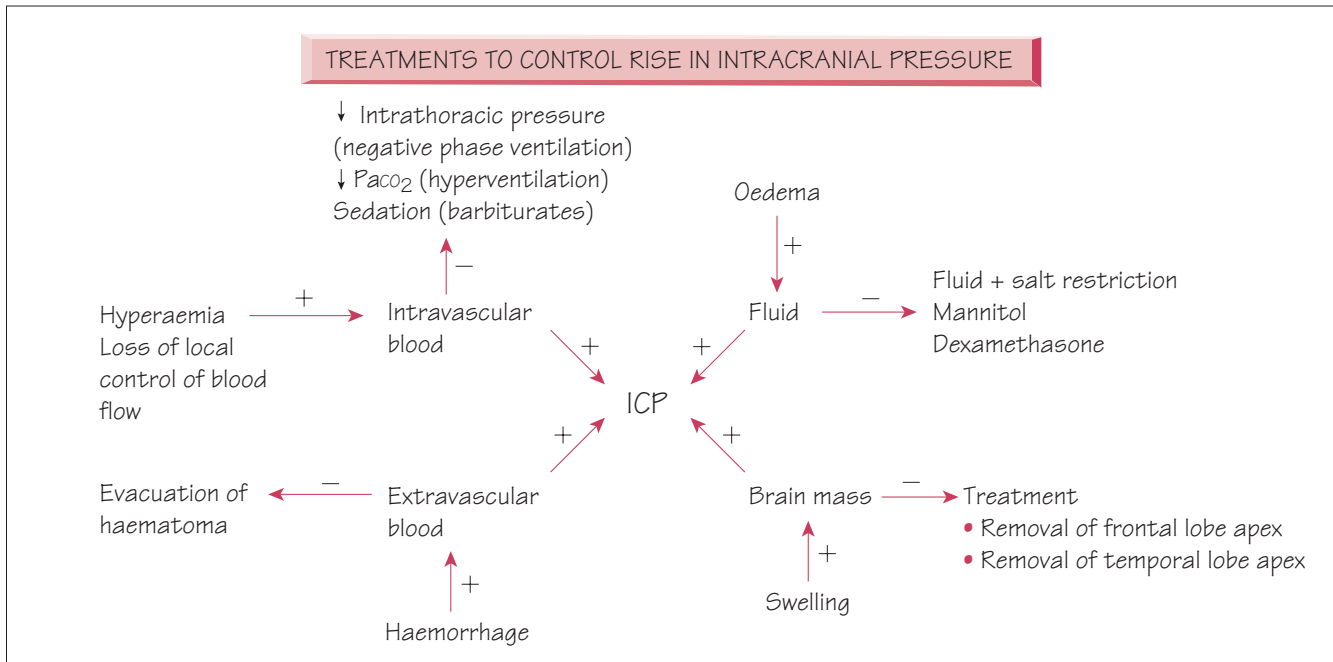 TREATMENTS TO CONTROL RISE IN INTRACRANIAL PRESSURE
↓ Intrathoracic pressure
(negative phase ventilation)
↓ PaCO₂ (hyperventilation)
Sedation (barbiturates)
−
Hyperaemia
Loss of local
control of blood
flow
+
Intravascular
blood
+
Oedema
+
Fluid
−
Fluid + salt restriction
Mannitol
Dexamethasone
+
ICP
+
Evacuation of
haematoma
−
Extravascular
blood
+
Haemorrhage
+
Brain mass
−
Treatment
• Removal of frontal lobe apex
• Removal of temporal lobe apex
+
Swelling